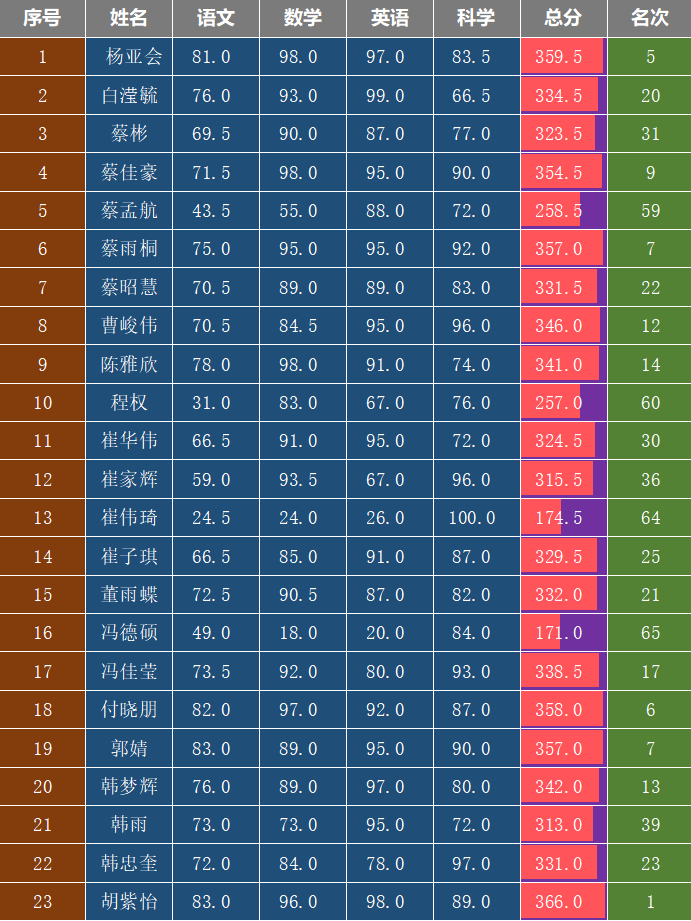 序号 姓名 语文 数学 英语 科学 总分 名次
1 杨亚会 81.0 98.0 97.0 83.5 359.5 5
2 白滢毓 76.0 93.0 99.0 66.5 334.5 20
3 蔡彬 69.5 90.0 87.0 77.0 323.5 31
4 蔡佳豪 71.5 98.0 95.0 90.0 354.5 9
5 蔡孟航 43.5 55.0 88.0 72.0 258.5 59
6 蔡雨桐 75.0 95.0 95.0 92.0 357.0 7
7 蔡昭慧 70.5 89.0 89.0 83.0 331.5 22
8 曹峻伟 70.5 84.5 95.0 96.0 346.0 12
9 陈雅欣 78.0 98.0 91.0 74.0 341.0 14
10 程权 31.0 83.0 67.0 76.0 257.0 60
11 崔华伟 66.5 91.0 95.0 72.0 324.5 30
12 崔家辉 59.0 93.5 67.0 96.0 315.5 36
13 崔伟琦 24.5 24.0 26.0 100.0 174.5 64
14 崔子琪 66.5 85.0 91.0 87.0 329.5 25
15 董雨蝶 72.5 90.5 87.0 82.0 332.0 21
16 冯德硕 49.0 18.0 20.0 84.0 171.0 65
17 冯佳莹 73.5 92.0 80.0 93.0 338.5 17
18 付晓朋 82.0 97.0 92.0 87.0 358.0 6
19 郭婧 83.0 89.0 95.0 90.0 357.0 7
20 韩梦辉 76.0 89.0 97.0 80.0 342.0 13
21 韩雨 73.0 73.0 95.0 72.0 313.0 39
22 韩忠奎 72.0 84.0 78.0 97.0 331.0 23
23 胡紫怡 83.0 96.0 98.0 89.0 366.0 1